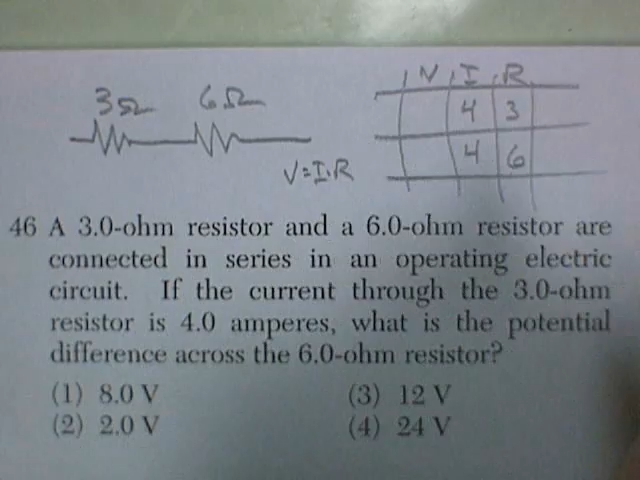 3Ω 6Ω
V I R
4 3
4 6
V=I·R
46 A 3.0-ohm resistor and a 6.0-ohm resistor are
connected in series in an operating electric
circuit. If the current through the 3.0-ohm
resistor is 4.0 amperes, what is the potential
difference across the 6.0-ohm resistor?
(1) 8.0 V (3) 12 V
(2) 2.0 V (4) 24 V